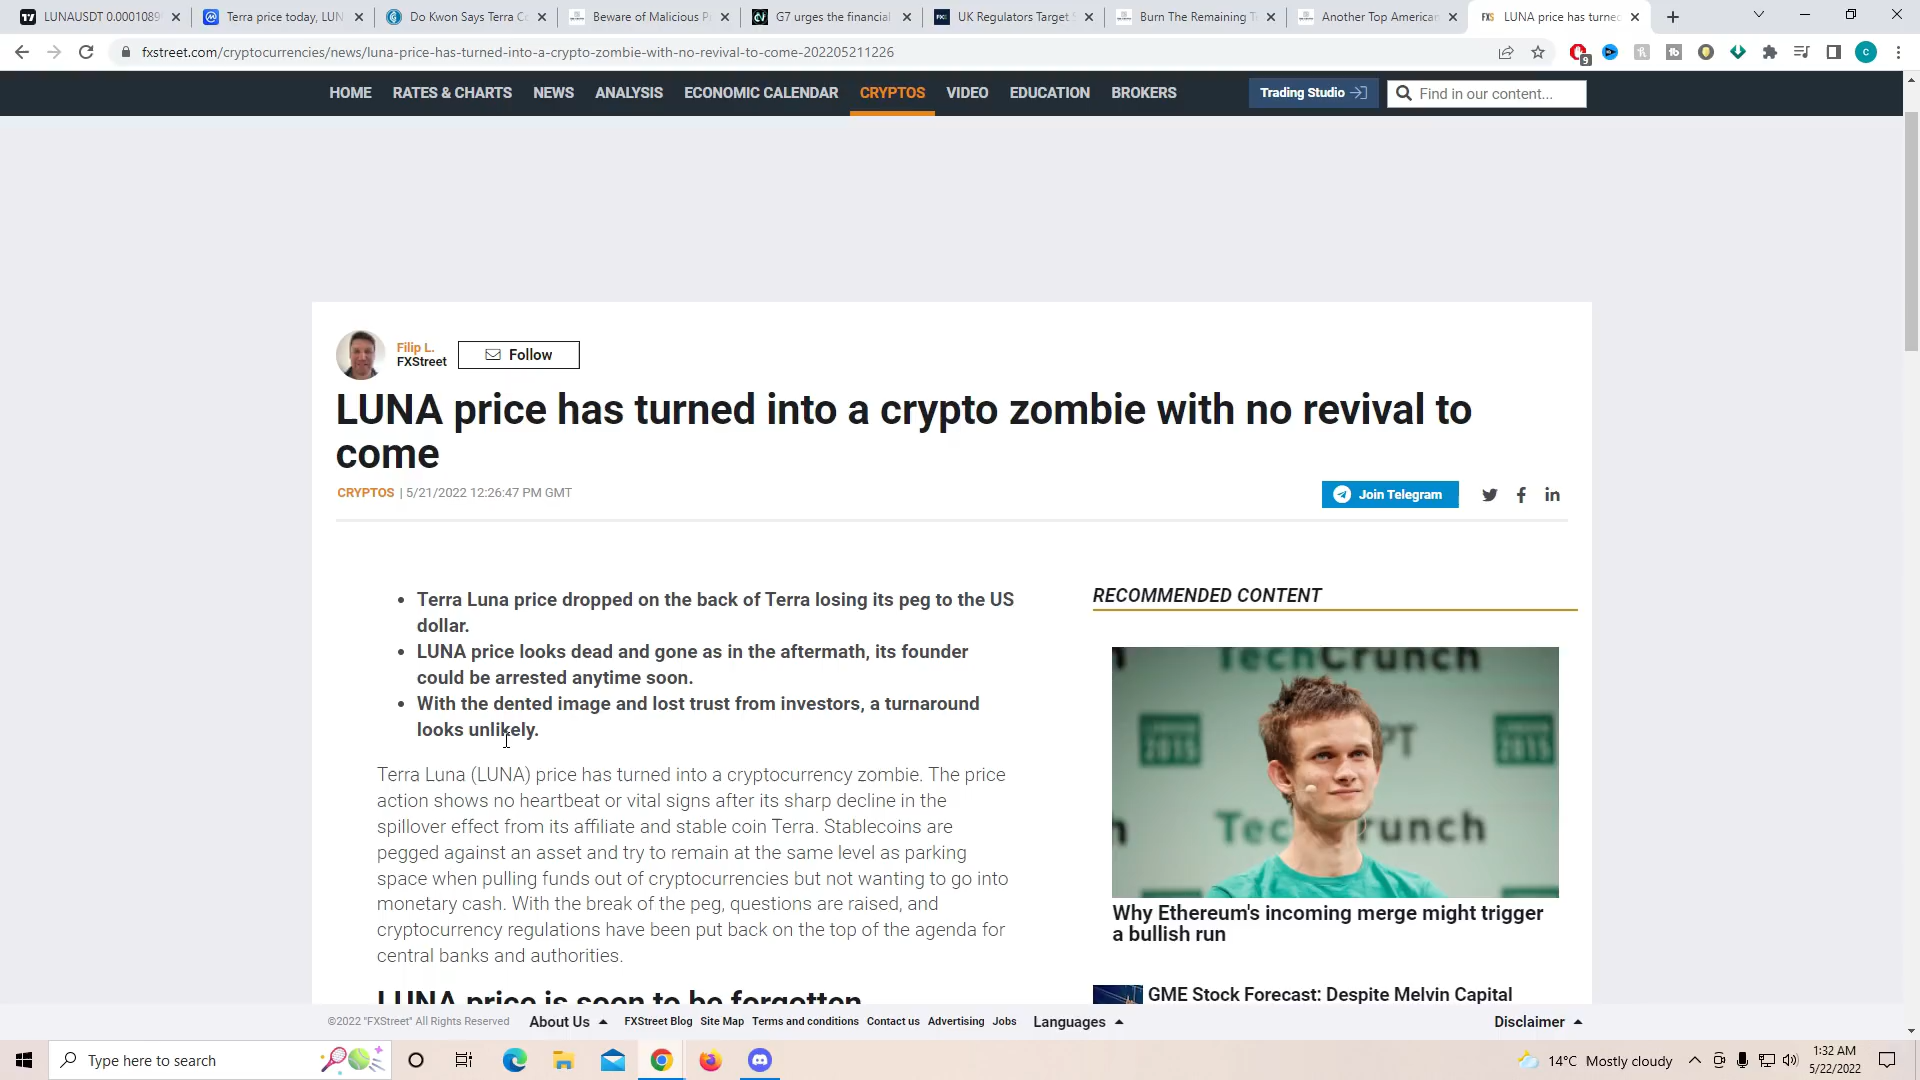 LUNAUSDT 0.0001089
Terra price today, LUN
Do Kwon Says Terra Co
Beware of Malicious P
G7 urges the financial
UK Regulators Target S
Burn The Remaining T
Another Top American
LUNA price has turned
fxstreet.com/cryptocurrencies/news/luna-price-has-turned-into-a-crypto-zombie-with-no-revival-to-come-202205211226
9
C
HOME RATES & CHARTS NEWS ANALYSIS ECONOMIC CALENDAR CRYPTOS VIDEO EDUCATION BROKERS Trading Studio Find in our content...
Filip L.
FXStreet
Follow
LUNA price has turned into a crypto zombie with no revival to
come
CRYPTOS | 5/21/2022 12:26:47 PM GMT
Join Telegram
• Terra Luna price dropped on the back of Terra losing its peg to the US
dollar.
• LUNA price looks dead and gone as in the aftermath, its founder
could be arrested anytime soon.
• With the dented image and lost trust from investors, a turnaround
looks unlikely.
Terra Luna (LUNA) price has turned into a cryptocurrency zombie. The price
action shows no heartbeat or vital signs after its sharp decline in the
spillover effect from its affiliate and stable coin Terra. Stablecoins are
pegged against an asset and try to remain at the same level as parking
space when pulling funds out of cryptocurrencies but not wanting to go into
monetary cash. With the break of the peg, questions are raised, and
cryptocurrency regulations have been put back on the top of the agenda for
central banks and authorities.
LUNA price is soon to be forgotten
RECOMMENDED CONTENT
TechCrunch
2015
2015
Why Ethereum's incoming merge might trigger
a bullish run
GME Stock Forecast: Despite Melvin Capital
©2022 "FXStreet" All Rights Reserved About Us FXStreet Blog Site Map Terms and conditions Contact us Advertising Jobs Languages Disclaimer
Type here to search
14°C Mostly cloudy
1:32 AM
5/22/2022